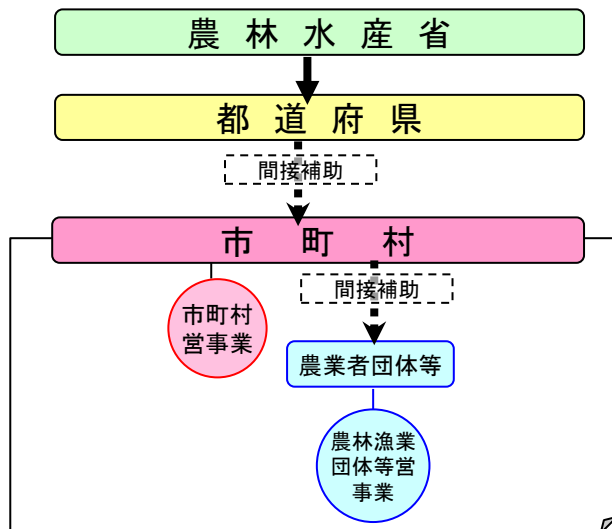 農林水産省
都道府県
間接補助
市町村
間接補助
市町村
営事業
農業者団体等
農林漁業
団体等営
事業